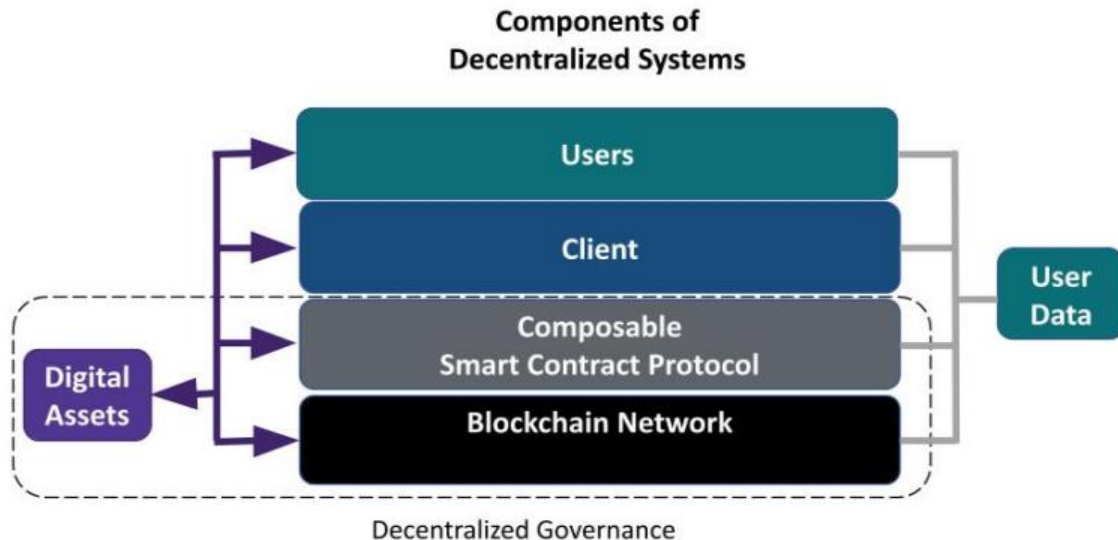 Components of
Decentralized Systems
Users
Client
Composable
Smart Contract Protocol
Blockchain Network
Digital
Assets
User
Data
Decentralized Governance